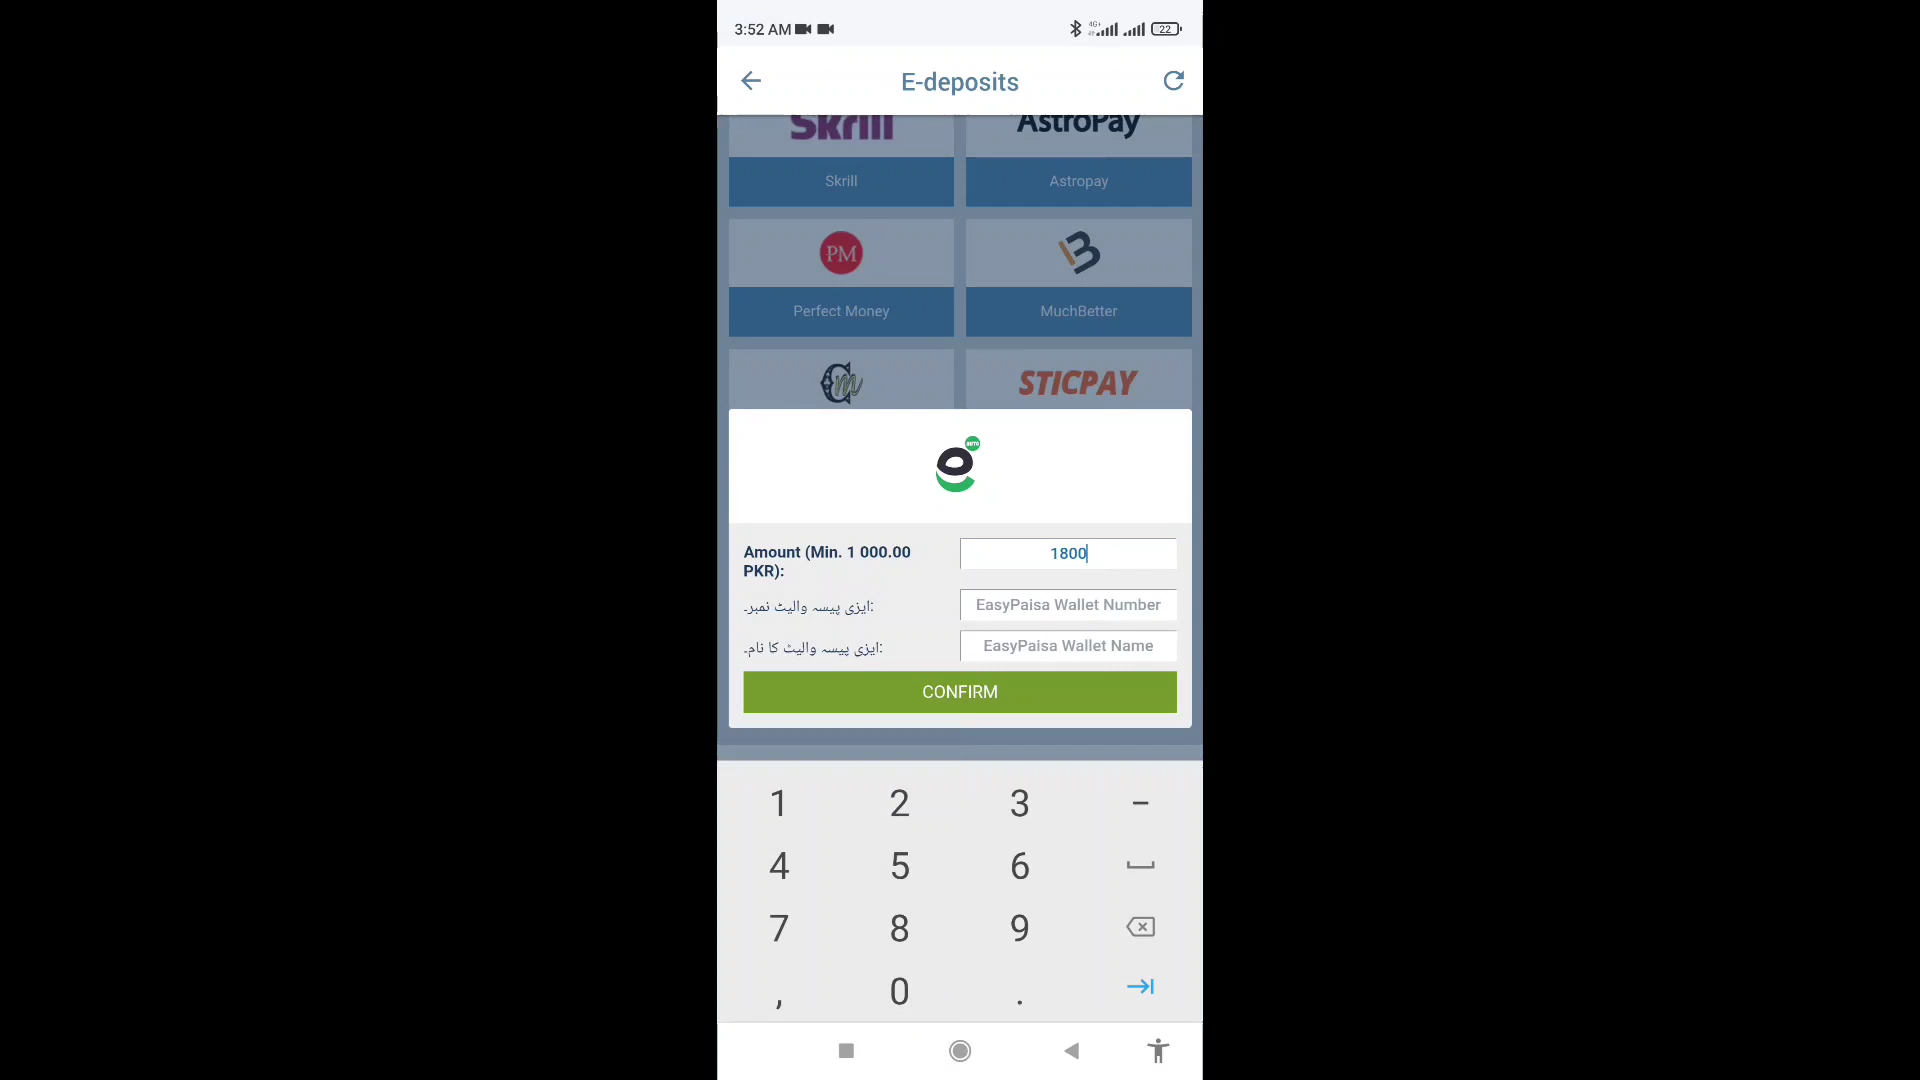 3:52 AM
4G+
22
E-deposits
Skrill
AstroPay
Skrill
Astropay
PM
Perfect Money
MuchBetter
Cm
STICPAY
Amount (Min. 1 000.00
PKR):
1800
ایزی پیسہ والیٹ نمبر۔:
EasyPaisa Wallet Number
ایزی پیسہ والیٹ کا نام۔:
EasyPaisa Wallet Name
CONFIRM
1 2 3 −
4 5 6
7 8 9
, 0 .